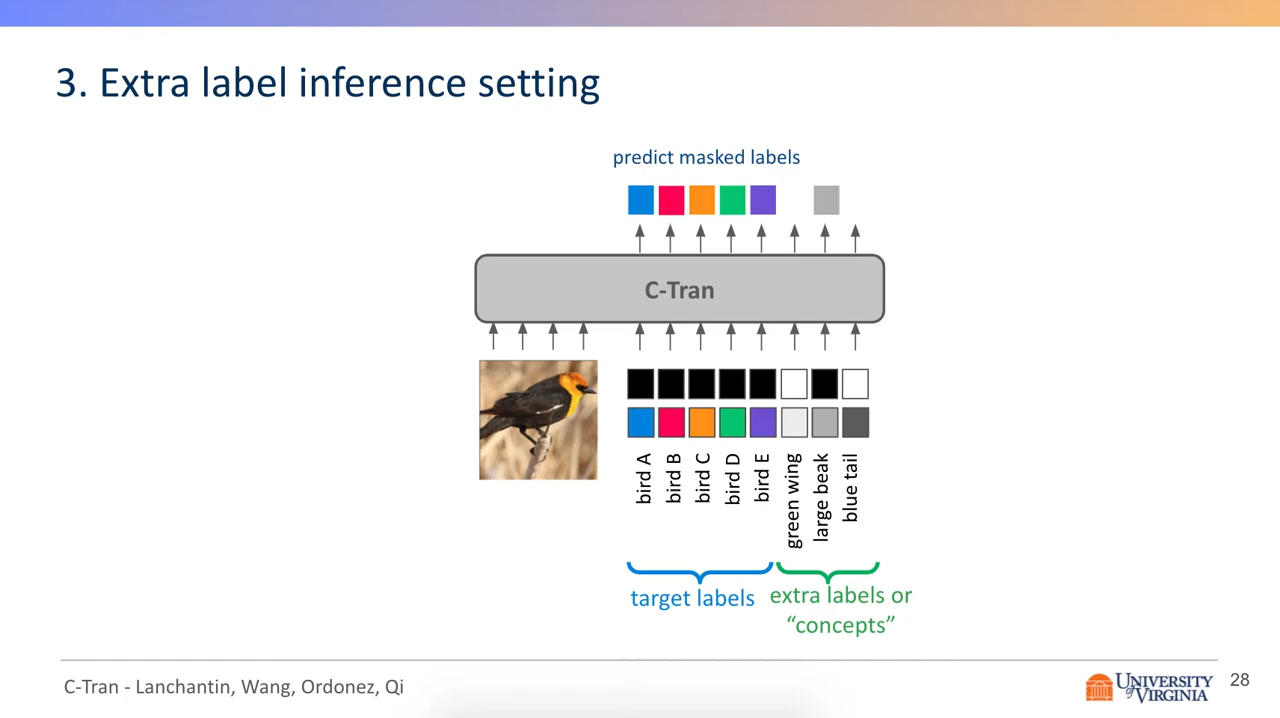 3. Extra label inference setting
predict masked labels
C-Tran
bird A
bird B
bird C
bird D
bird E
green wing
large beak
blue tail
target labels
extra labels or
“concepts”
C-Tran - Lanchantin, Wang, Ordonez, Qi
UNIVERSITY
of VIRGINIA
28